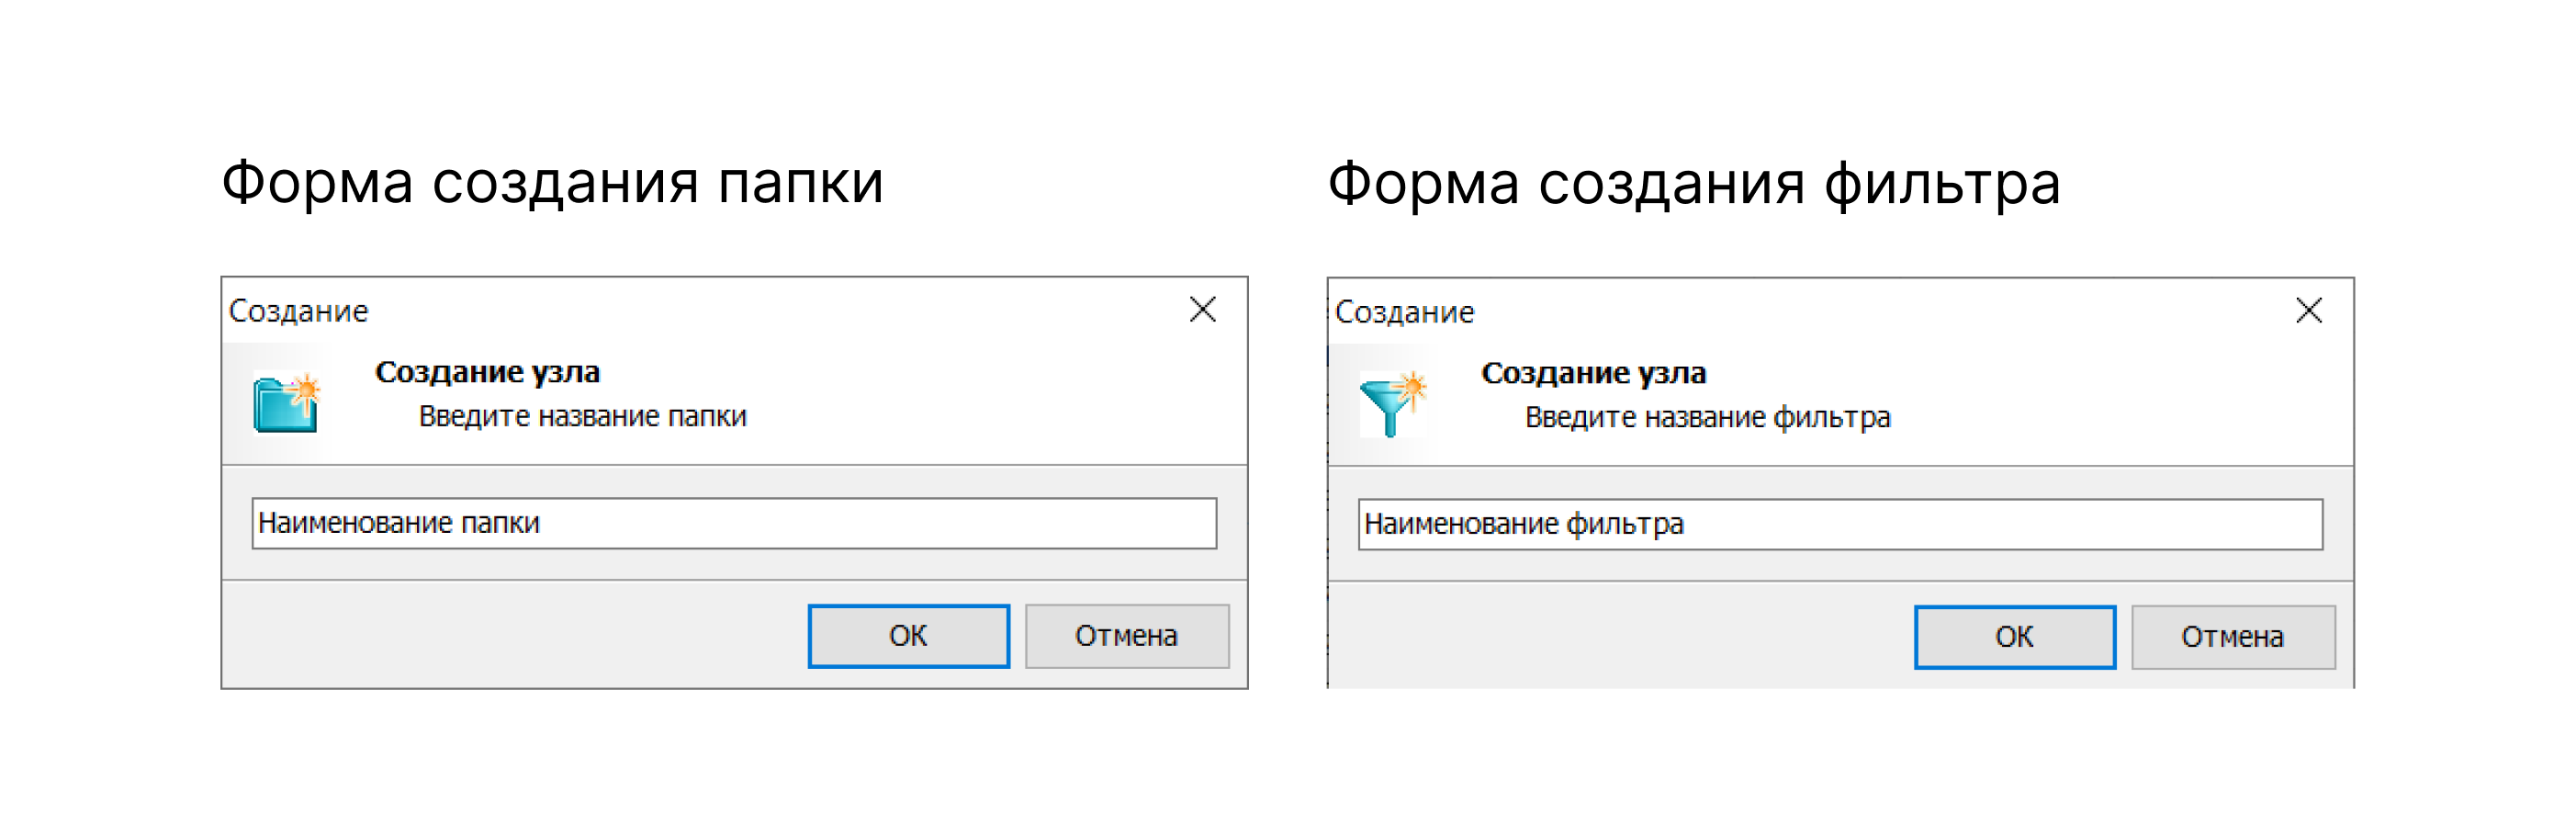 Форма создания папки
Создание
Создание узла
Введите название папки
Наименование папки
ОК
Отмена
Форма создания фильтра
Создание
Создание узла
Введите название фильтра
Наименование фильтра
ОК
Отмена